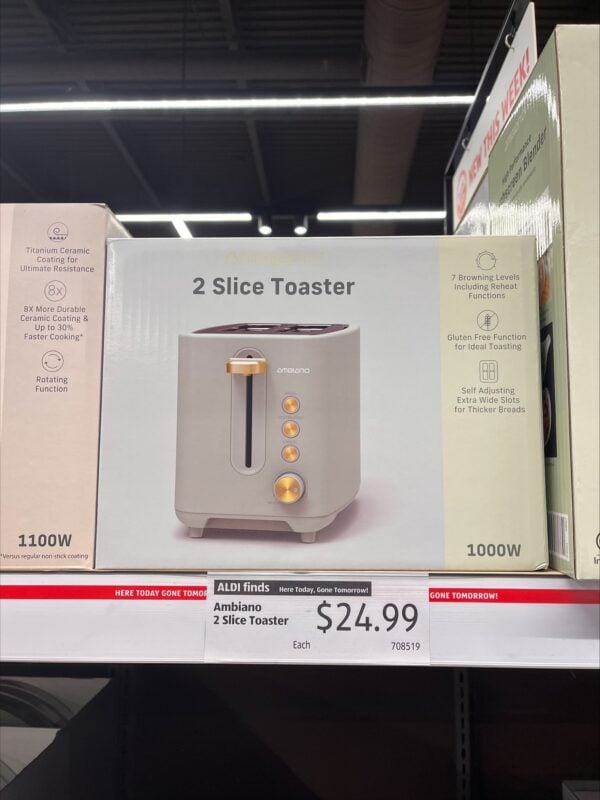 NEW THIS WEEK!
High Performance
Blender
Titanium Ceramic
Coating for
Ultimate Resistance
8x
8X More Durable
Ceramic Coating &
Up to 30%
Faster Cooking*
Rotating
Function
1100W
*Versus regular non-stick coating
2 Slice Toaster
AMBIANO
7 Browning Levels
Including Reheat
Functions
Gluten Free Function
for Ideal Toasting
Self Adjusting
Extra Wide Slots
for Thicker Breads
1000W
HERE TODAY GONE TOMOR
GONE TOMORROW!
ALDI finds Here Today, Gone Tomorrow!
Ambiano
2 Slice Toaster
$24.99
Each
708519